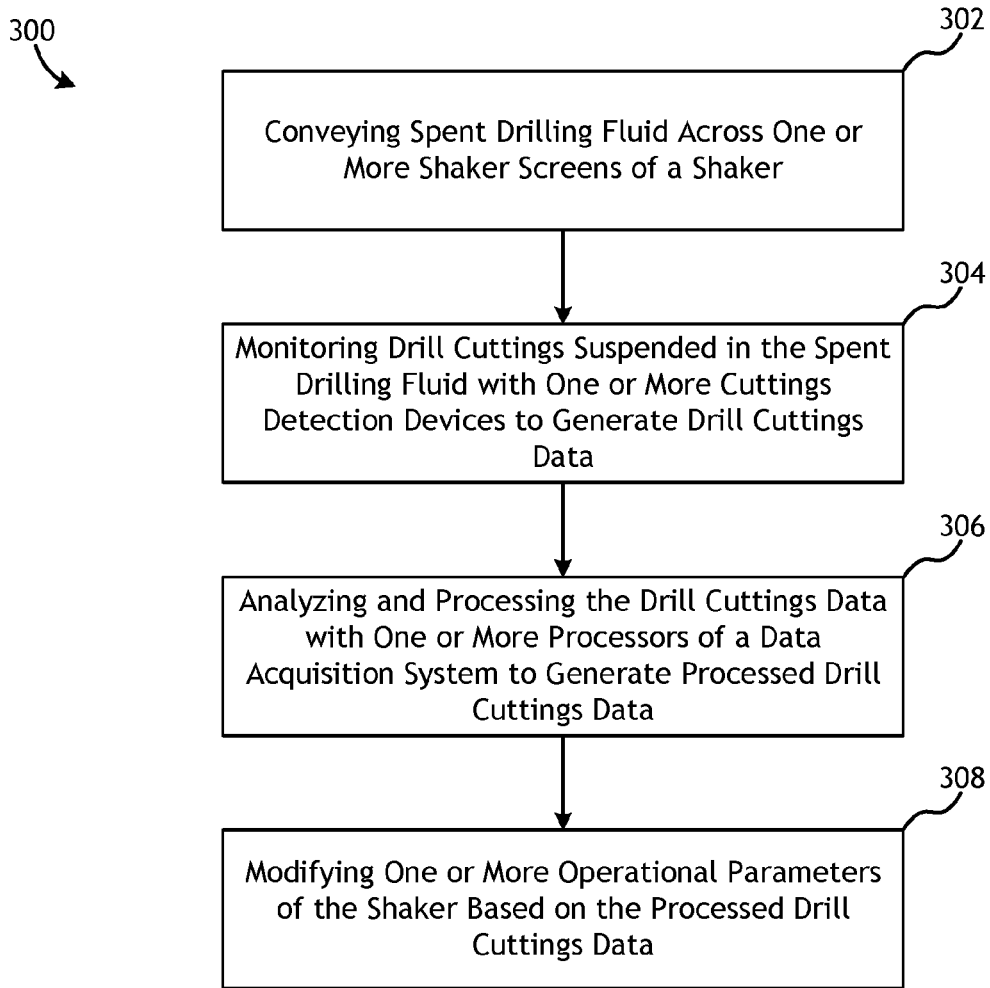 300
302
Conveying Spent Drilling Fluid Across One or
More Shaker Screens of a Shaker
304
Monitoring Drill Cuttings Suspended in the Spent
Drilling Fluid with One or More Cuttings
Detection Devices to Generate Drill Cuttings
Data
306
Analyzing and Processing the Drill Cuttings Data
with One or More Processors of a Data
Acquisition System to Generate Processed Drill
Cuttings Data
308
Modifying One or More Operational Parameters
of the Shaker Based on the Processed Drill
Cuttings Data